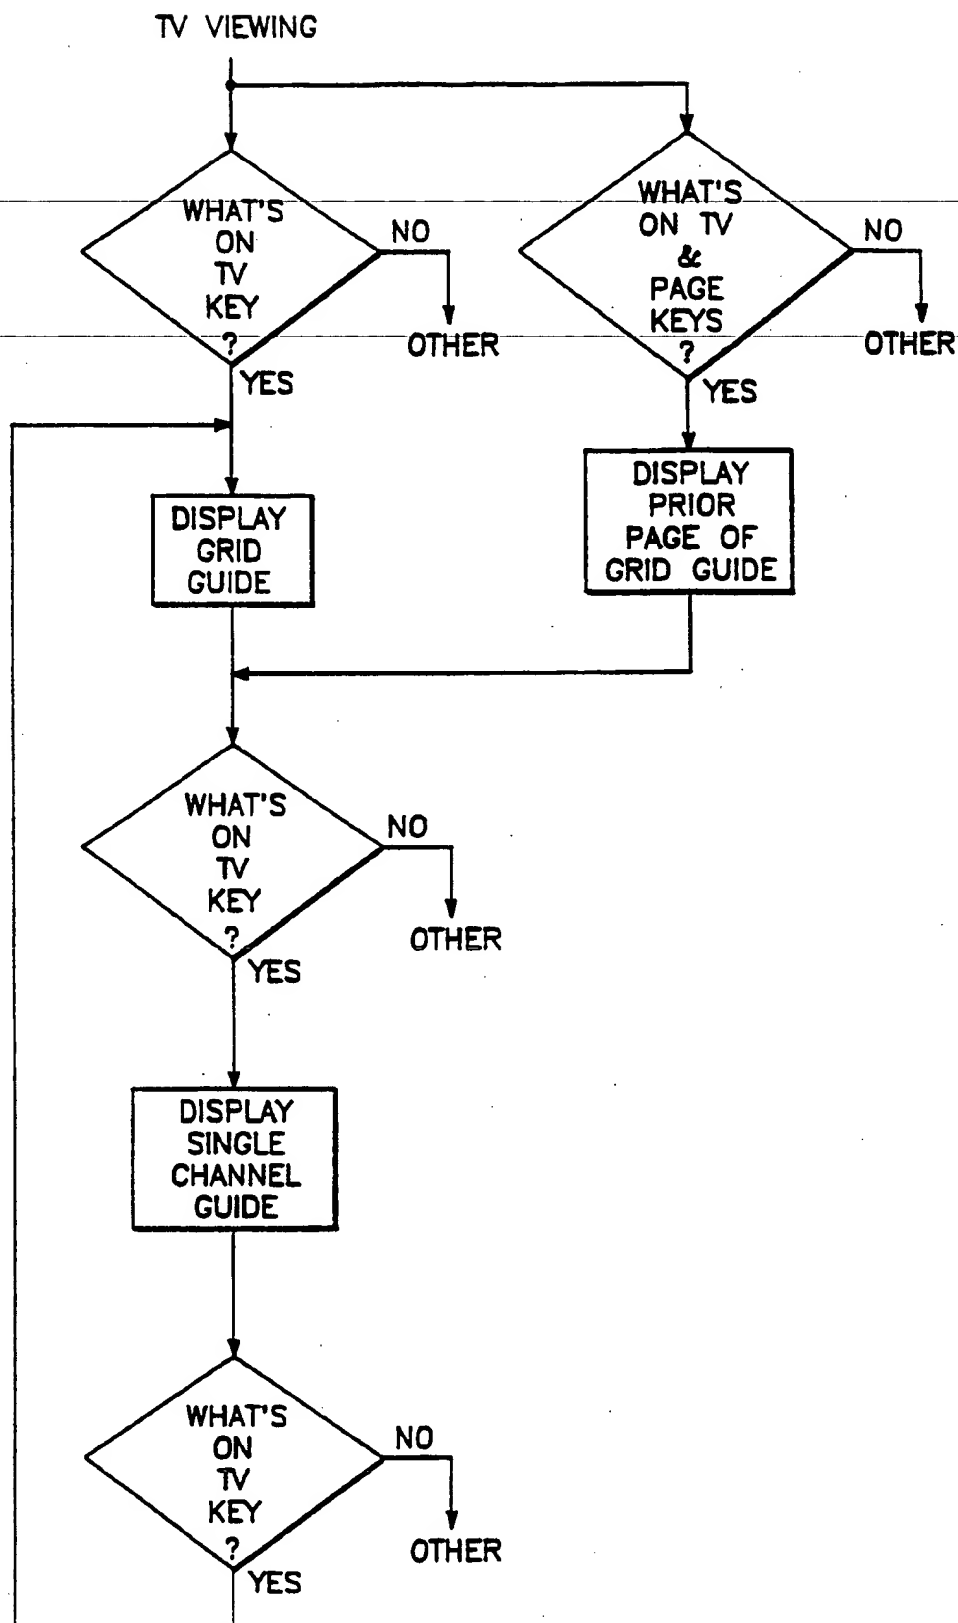 TV VIEWING
WHAT'S
ON
TV
KEY
?
NO
OTHER
YES
WHAT'S
ON TV
&
PAGE
KEYS
?
NO
OTHER
YES
DISPLAY
GRID
GUIDE
DISPLAY
PRIOR
PAGE OF
GRID GUIDE
WHAT'S
ON
TV
KEY
?
NO
OTHER
YES
DISPLAY
SINGLE
CHANNEL
GUIDE
WHAT'S
ON
TV
KEY
?
NO
OTHER
YES